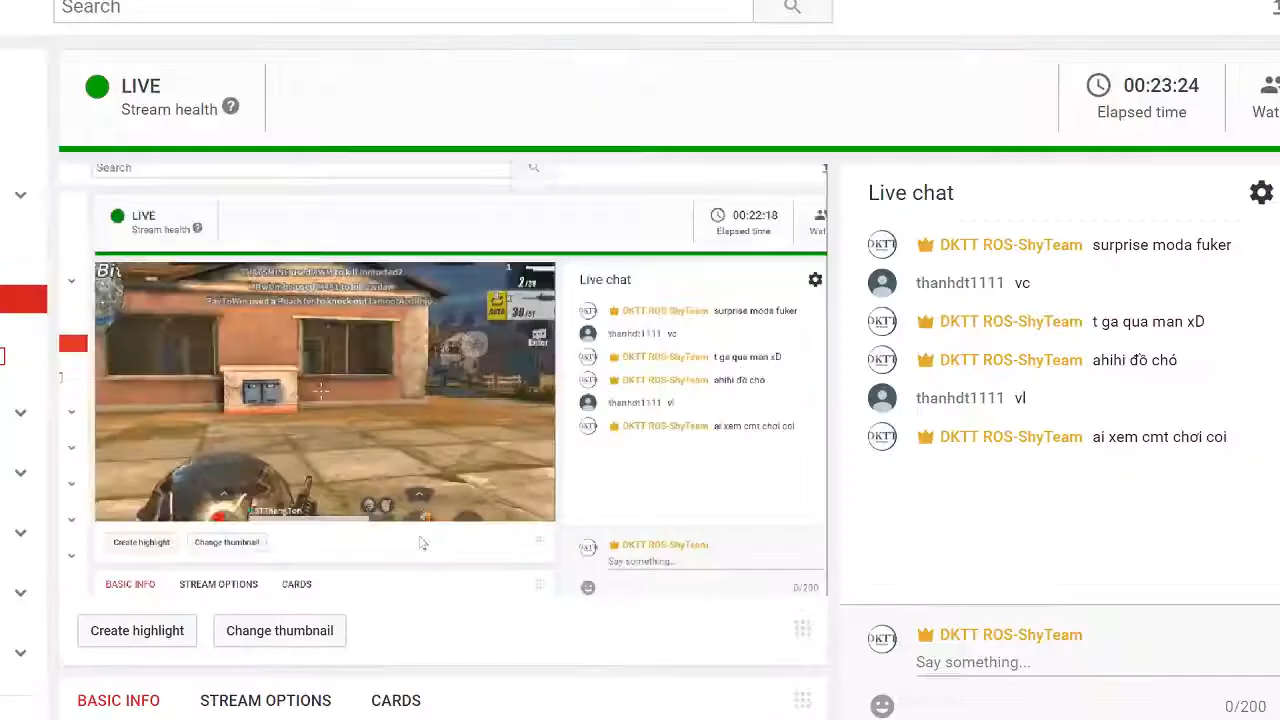 Search
LIVE
Stream health
00:23:24
Elapsed time
Wat
Search
LIVE
Stream health
00:22:18
Elapsed time
Wat
Live chat
DKTT ROS-ShyTeam surprise moda fuker
thanhdt1111 vc
DKTT ROS-ShyTeam t ga qua man xD
DKTT ROS-ShyTeam ahihi đồ chó
thanhdt1111 vl
DKTT ROS-ShyTeam ai xem cmt chơi coi
Create highlight
Change thumbnail
DKTT ROS-ShyTeam
Say something...
0/200
BASIC INFO
STREAM OPTIONS
CARDS
Create highlight
Change thumbnail
BASIC INFO
STREAM OPTIONS
CARDS
Live chat
DKTT ROS-ShyTeam surprise moda fuker
thanhdt1111 vc
DKTT ROS-ShyTeam t ga qua man xD
DKTT ROS-ShyTeam ahihi đồ chó
thanhdt1111 vl
DKTT ROS-ShyTeam ai xem cmt chơi coi
DKTT ROS-ShyTeam
Say something...
0/200